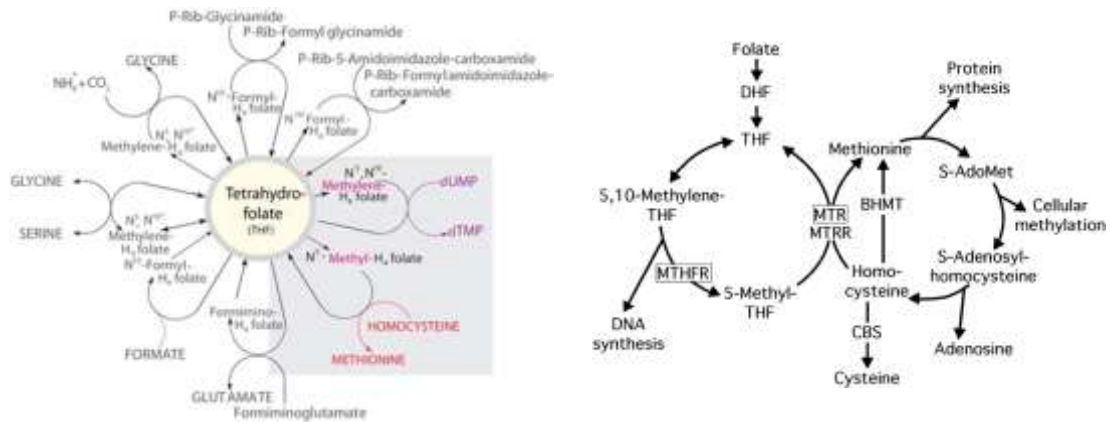 P-Rib-Glycinamide
P-Rib-Formyl glycinamide
GLYCINE
P-Rib-5-Amidoimidazole-carboxamide
P-Rib-Formylamidoimidazole-
carboxamide
NH₄⁺+CO₂
N¹⁰-Formyl-
H₄ folate
N¹⁰ Formyl-
H₄ folate
N⁵, N¹⁰-
Methylene-H₄ folate
GLYCINE
SERINE
N⁵, N¹⁰-
Methylene-
H₄ folate
Tetrahydro-
folate
(THF)
N⁵,N¹⁰-
Methylene-
H₄ folate
dUMP
dTMP
N⁵-Methyl-H₄ folate
N¹⁰-Formyl-
H₄ folate
Formimino-
H₄ folate
FORMATE
HOMOCYSTEINE
METHIONINE
GLUTAMATE
Formiminoglutamate
Folate
DHF
THF
5,10-Methylene-
THF
MTHFR
DNA
synthesis
5-Methyl-
THF
MTR
MTRR
Methionine
BHMT
Homo-
cysteine
CBS
Cysteine
Protein
synthesis
S-AdoMet
Cellular
methylation
S-Adenosyl-
homocysteine
Adenosine